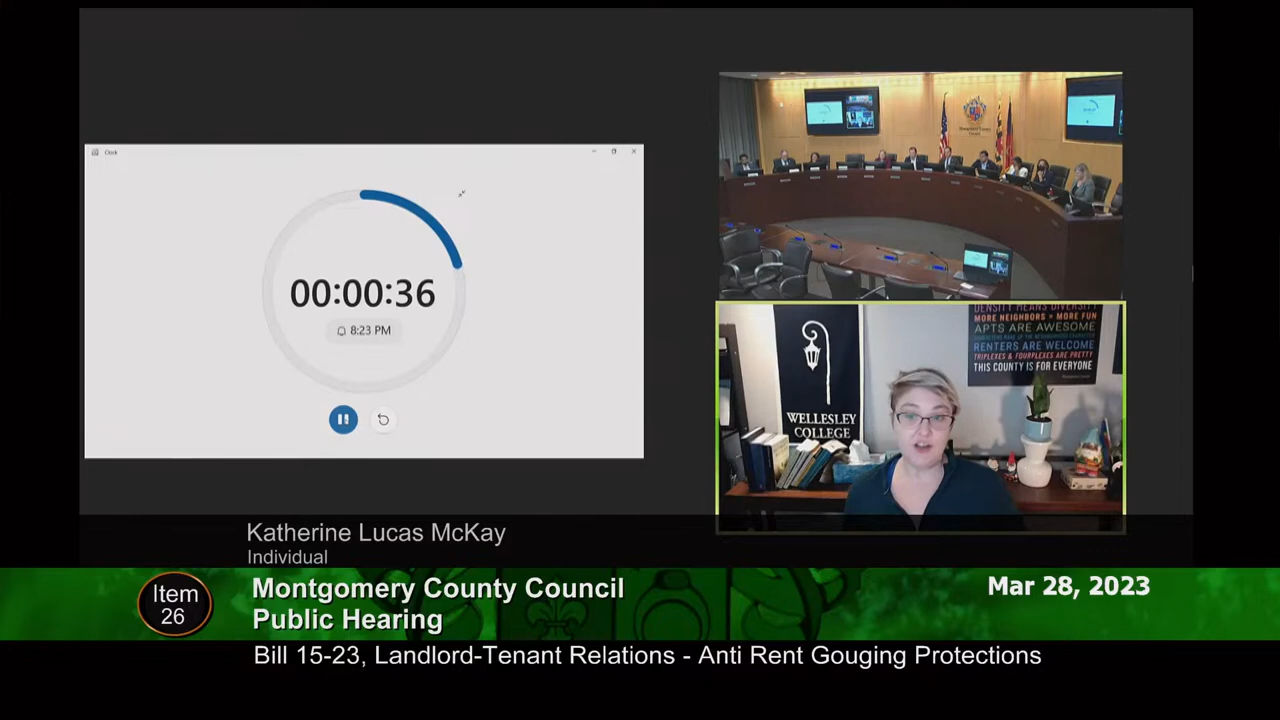 Clock
00:00:36
8:23 PM
DENSITY MEANS DIVERSITY
MORE NEIGHBORS = MORE FUN
APTS ARE AWESOME
RENTERS ARE WELCOME
TRIPLEXES & FOURPLEXES ARE PRETTY
THIS COUNTY IS FOR EVERYONE
WELLESLEY
COLLEGE
Katherine Lucas McKay
Individual
Item
26
Montgomery County Council
Public Hearing
Mar 28, 2023
Bill 15-23, Landlord-Tenant Relations - Anti Rent Gouging Protections